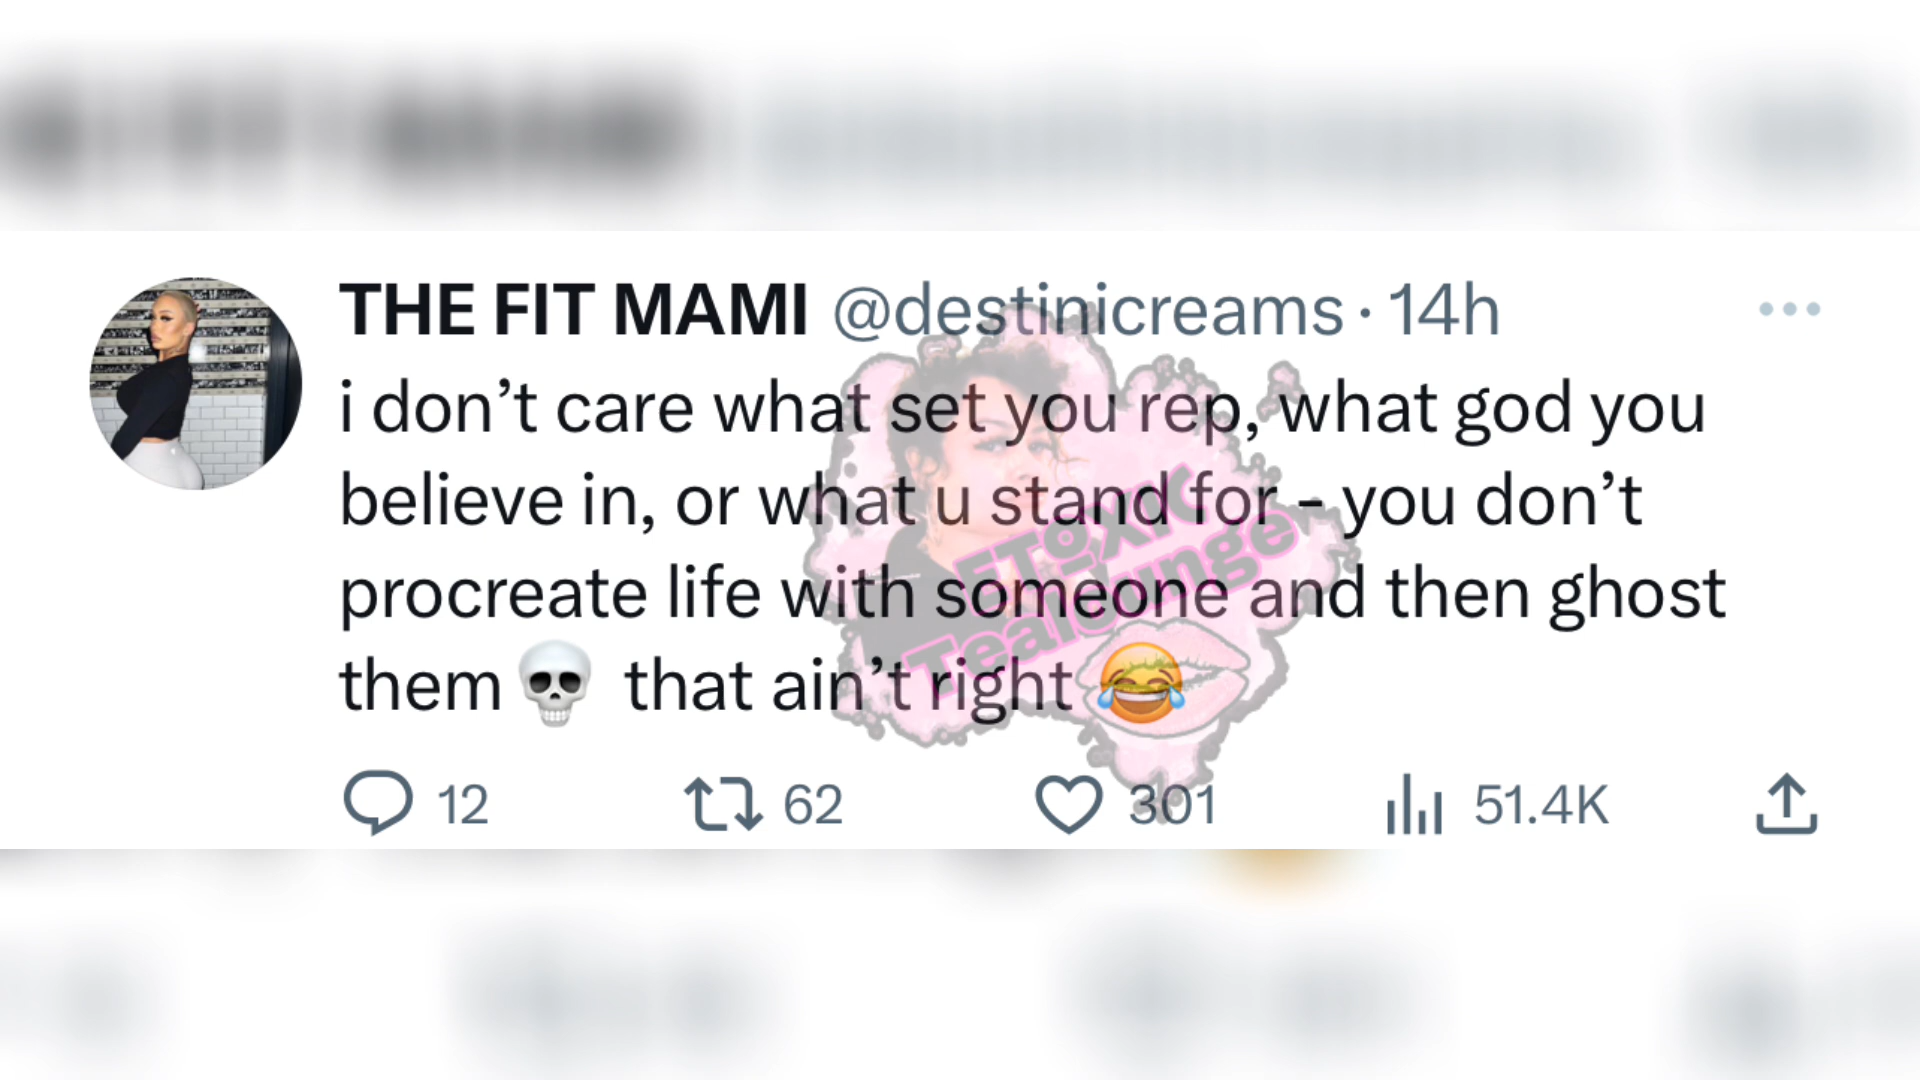 THE FIT MAMI @destinicreams · 14h
i don’t care what set you rep, what god you
believe in, or what u stand for - you don’t
procreate life with someone and then ghost
them 💀 that ain’t right 😂
12 62 301 51.4K
EToxic
Tealounge